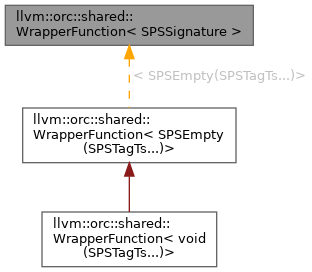 llvm::orc::shared::
WrapperFunction< SPSSignature >
< SPSEmpty(SPSTagTs...)>
llvm::orc::shared::
WrapperFunction< SPSEmpty
(SPSTagTs...)>
llvm::orc::shared::
WrapperFunction< void
(SPSTagTs...)>